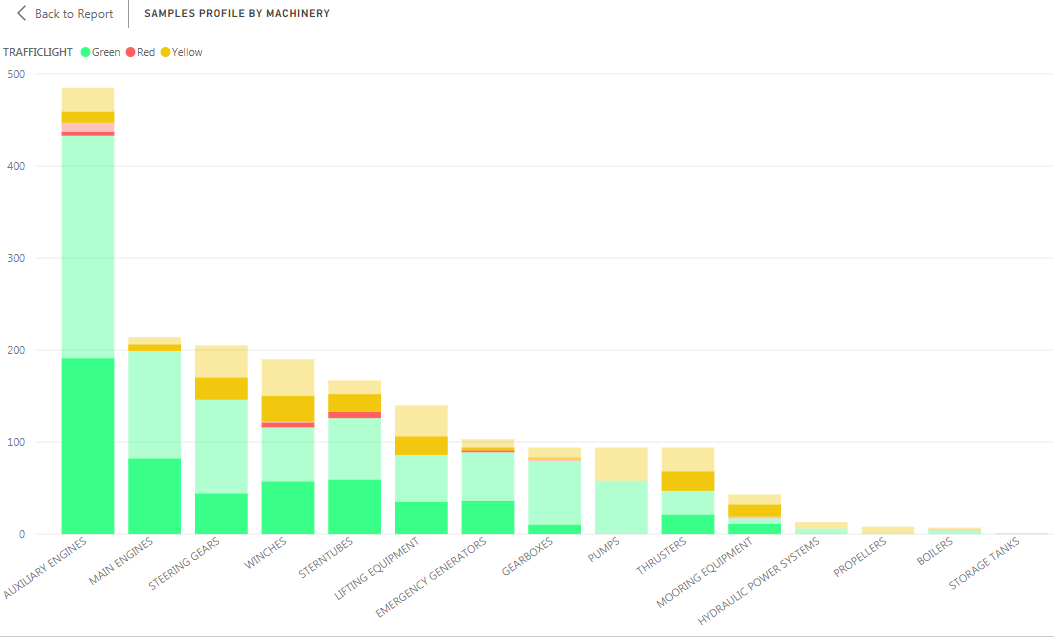 Back to Report SAMPLES PROFILE BY MACHINERY
TRAFFICLIGHT Green Red Yellow
500
400
300
200
100
0
AUXILIARY ENGINES
MAIN ENGINES
STEERING GEARS
WINCHES
STERNTUBES
LIFTING EQUIPMENT
EMERGENCY GENERATORS
GEARBOXES
PUMPS
THRUSTERS
MOORING EQUIPMENT
HYDRAULIC POWER SYSTEMS
PROPELLERS
BOILERS
STORAGE TANKS